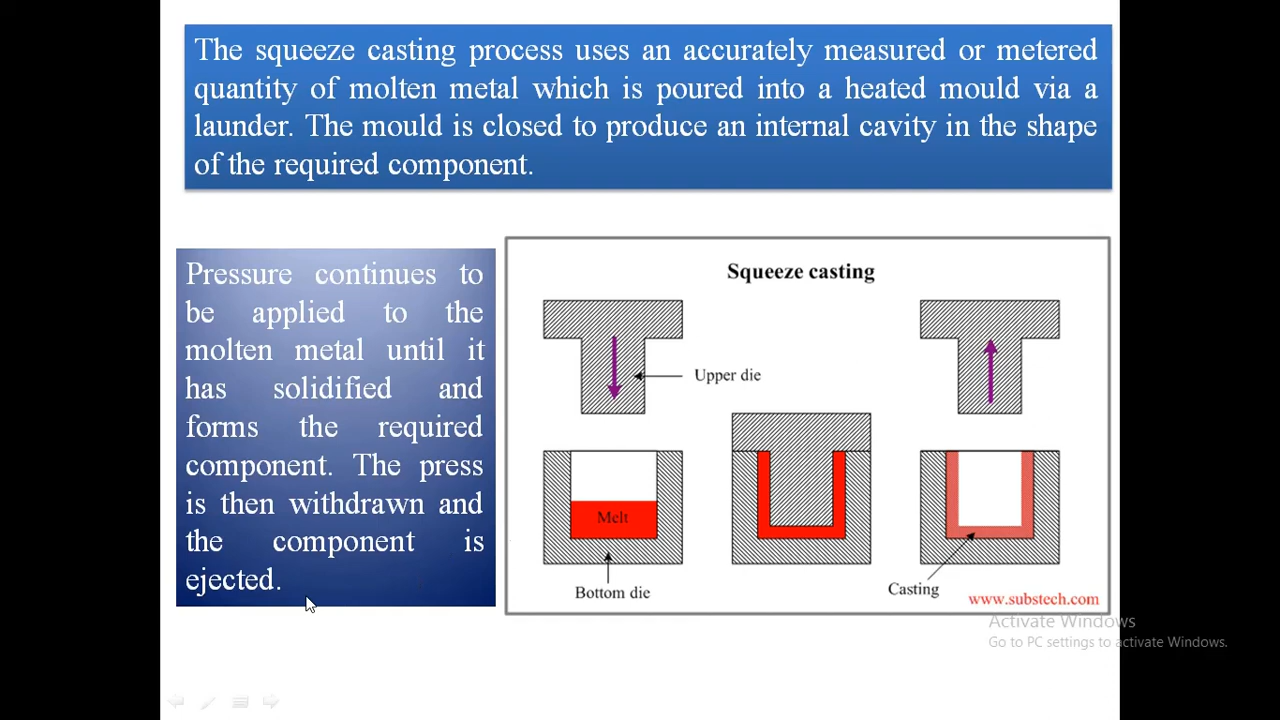 The squeeze casting process uses an accurately measured or metered
quantity of molten metal which is poured into a heated mould via a
launder. The mould is closed to produce an internal cavity in the shape
of the required component.
Pressure continues to
be applied to the
molten metal until it
has solidified and
forms the required
component. The press
is then withdrawn and
the component is
ejected.
Squeeze casting
Upper die
Melt
Bottom die
Casting
www.substech.com
Activate Windows
Go to PC settings to activate Windows.